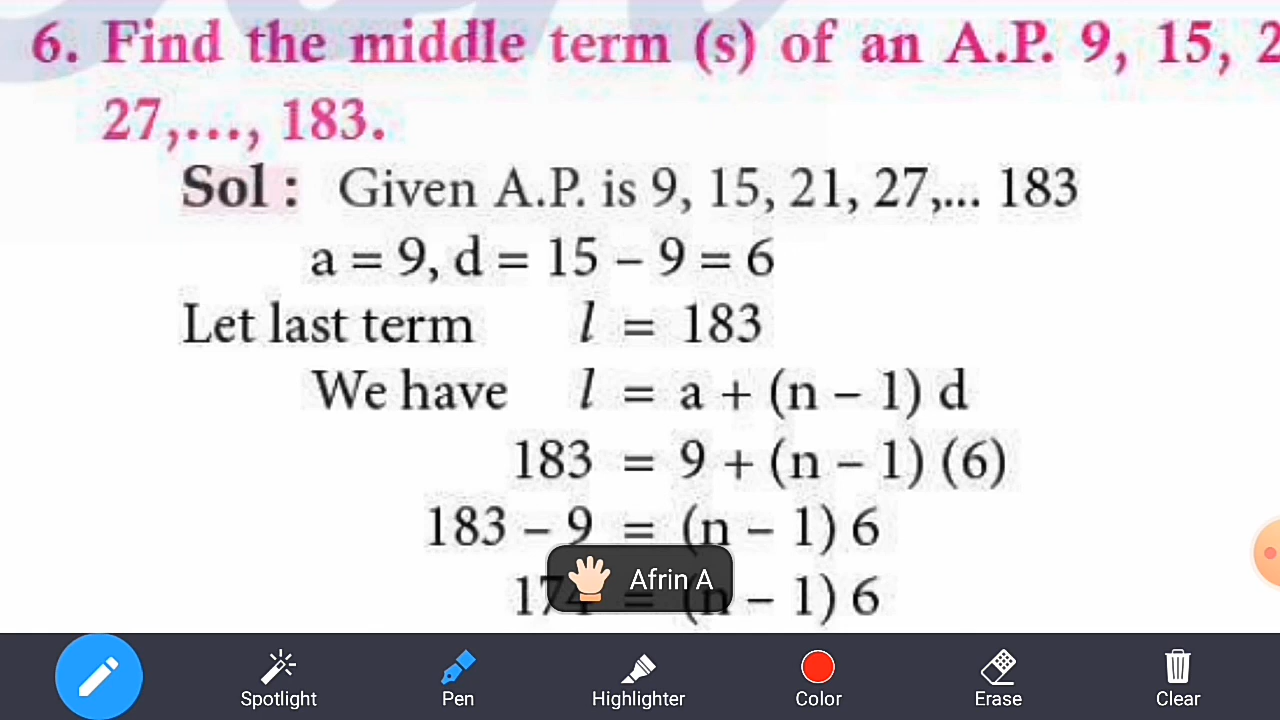 6. Find the middle term (s) of an A.P. 9, 15, 2
27,..., 183.
Sol : Given A.P. is 9, 15, 21, 27,... 183
a = 9, d = 15 – 9 = 6
Let last term l = 183
We have l = a + (n – 1) d
183 = 9 + (n – 1) (6)
183 – 9 = (n – 1) 6
174 = (n – 1) 6
Afrin A
Spotlight Pen Highlighter Color Erase Clear